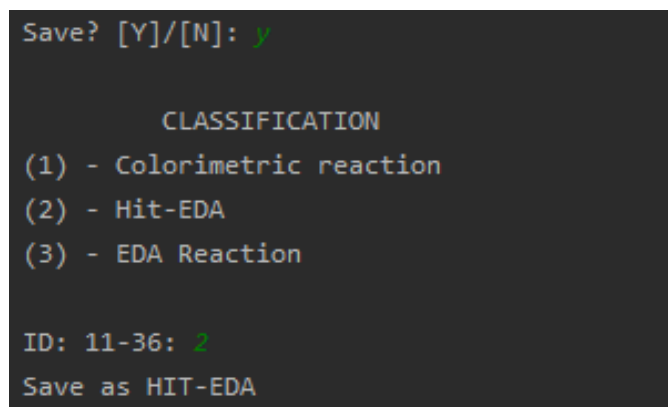 Save? [Y]/[N]: y
CLASSIFICATION
(1) - Colorimetric reaction
(2) - Hit-EDA
(3) - EDA Reaction
ID: 11-36: 2
Save as HIT-EDA